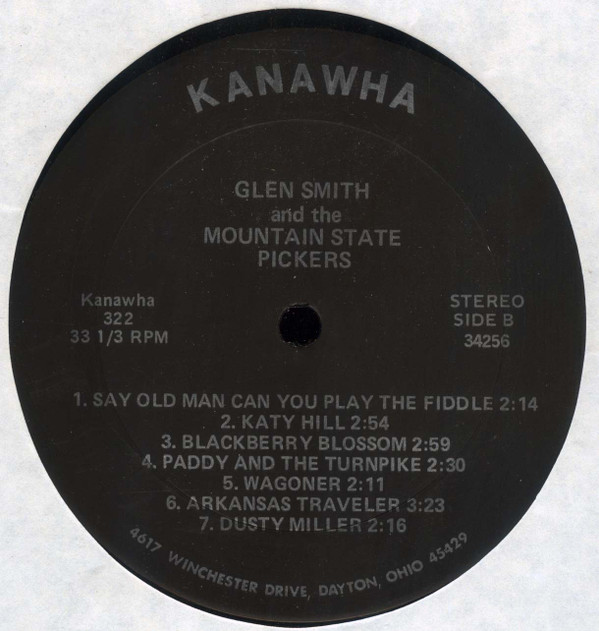 KANAWHA
GLEN SMITH
and the
MOUNTAIN STATE
PICKERS
Kanawha
322
33 1/3 RPM
STEREO
SIDE B
34256
1. SAY OLD MAN CAN YOU PLAY THE FIDDLE 2:14
2. KATY HILL 2:54
3. BLACKBERRY BLOSSOM 2:59
4. PADDY AND THE TURNPIKE 2:30
5. WAGONER 2:11
6. ARKANSAS TRAVELER 3:23
7. DUSTY MILLER 2:16
4617 WINCHESTER DRIVE, DAYTON, OHIO 45429